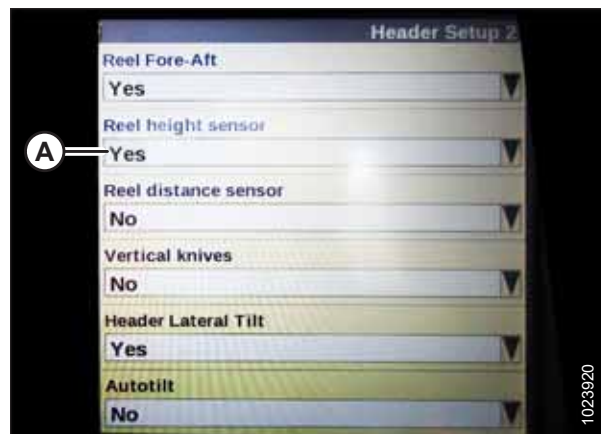 Header Setup 2
Reel Fore-Aft
Yes
Reel height sensor
A
Yes
Reel distance sensor
No
Vertical knives
No
Header Lateral Tilt
Yes
Autotilt
No
1023920